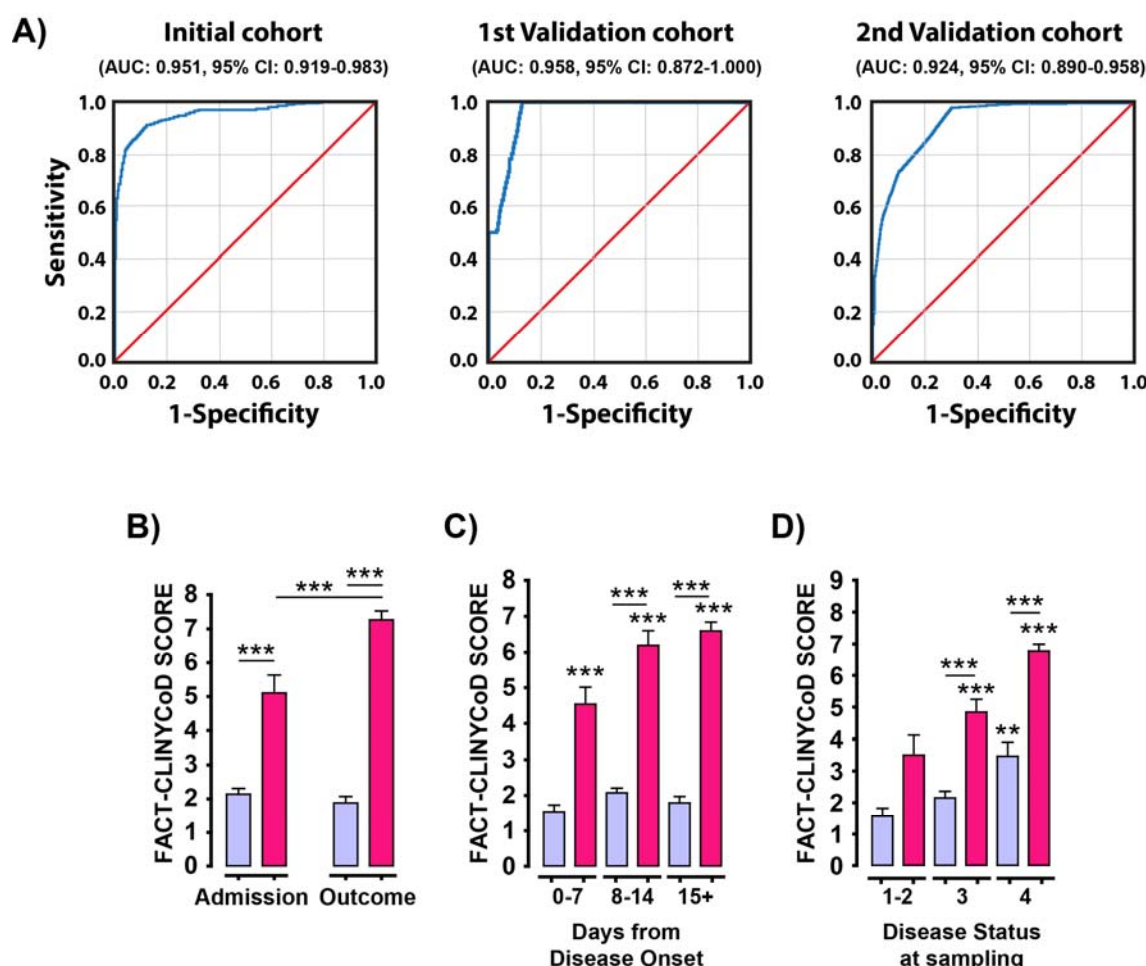 A)
Initial cohort
(AUC: 0.951, 95% CI: 0.919-0.983)
1st Validation cohort
(AUC: 0.958, 95% CI: 0.872-1.000)
2nd Validation cohort
(AUC: 0.924, 95% CI: 0.890-0.958)
Sensitivity
1.0
0.8
0.6
0.4
0.2
0.0
0.0 0.2 0.4 0.6 0.8 1.0
1-Specificity
1.0
0.8
0.6
0.4
0.2
0.0
0.0 0.2 0.4 0.6 0.8 1.0
1-Specificity
1.0
0.8
0.6
0.4
0.2
0.0
0.0 0.2 0.4 0.6 0.8 1.0
1-Specificity
B)
FACT-CLINYCoD SCORE
8
7
6
5
4
3
2
1
0
***
***
***
Admission Outcome
C)
FACT-CLINYCoD SCORE
8
7
6
5
4
3
2
1
0
***
***
***
***
***
0-7 8-14 15+
Days from
Disease Onset
D)
FACT-CLINYCoD SCORE
9
8
7
6
5
4
3
2
1
0
***
***
**
***
***
1-2 3 4
Disease Status
at sampling